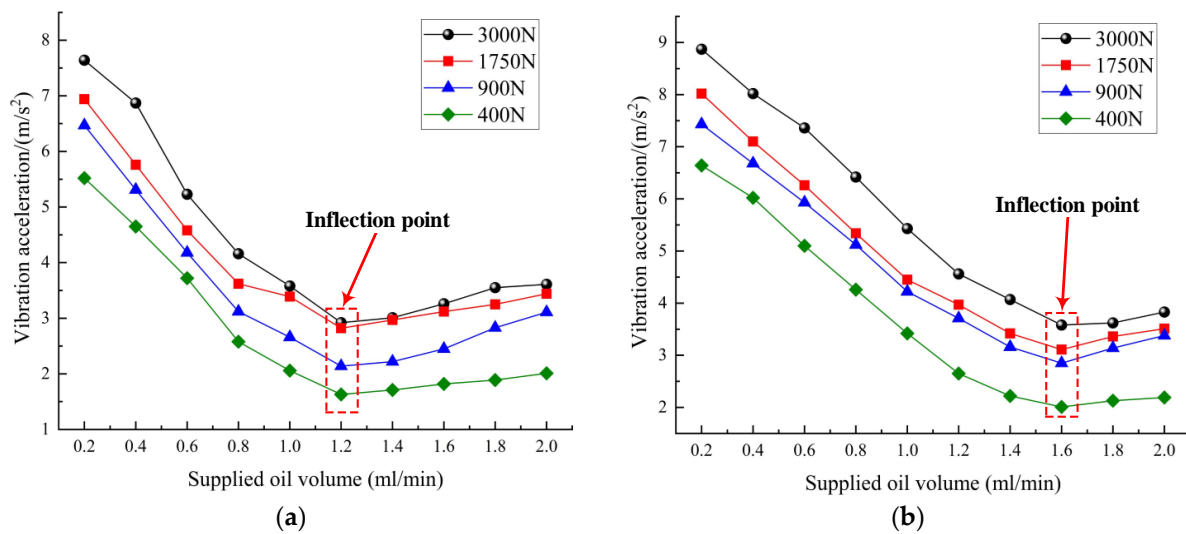 8
7
6
5
4
3
2
1
Vibration acceleration/(m/s²)
3000N
1750N
900N
400N
Inflection point
0.2 0.4 0.6 0.8 1.0 1.2 1.4 1.6 1.8 2.0
Supplied oil volume (ml/min)
(a)
9
8
7
6
5
4
3
2
Vibration acceleration/(m/s²)
3000N
1750N
900N
400N
Inflection point
0.2 0.4 0.6 0.8 1.0 1.2 1.4 1.6 1.8 2.0
Supplied oil volume (ml/min)
(b)